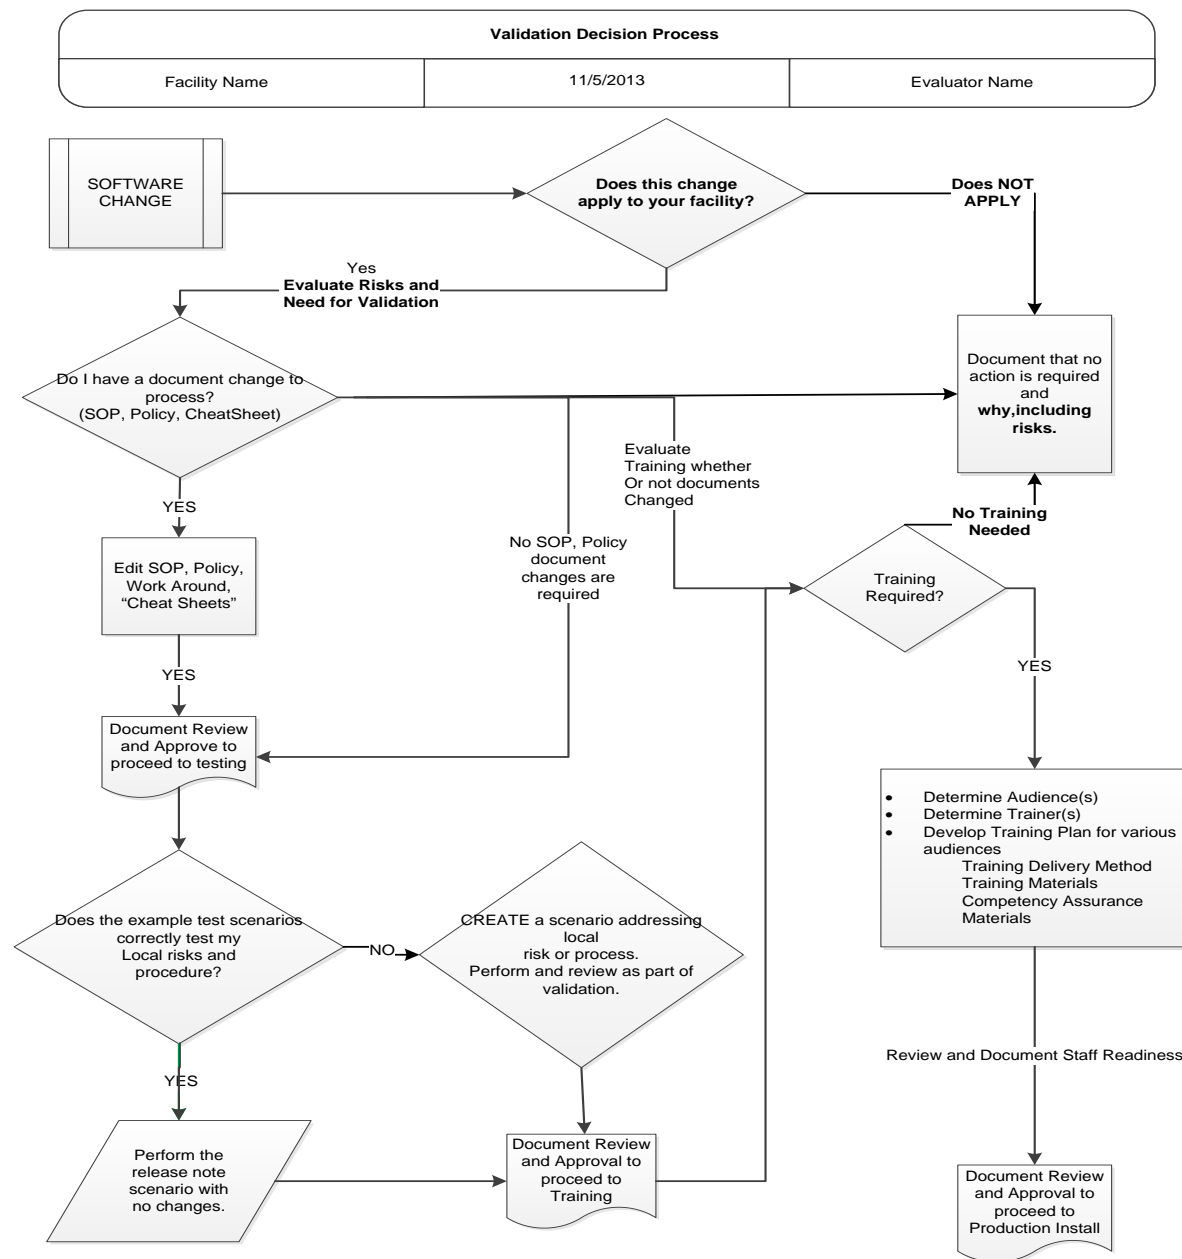 Validation Decision Process
Facility Name
11/5/2013
Evaluator Name
SOFTWARE
CHANGE
Does this change
apply to your facility?
Does NOT
APPLY
Yes
Evaluate Risks and
Need for Validation
Do I have a document change to
process?
(SOP, Policy, CheatSheet)
Document that no
action is required
and
why,including
risks.
Evaluate
Training whether
Or not documents
Changed
YES
No Training
Needed
No SOP, Policy
document
changes are
required
Edit SOP, Policy,
Work Around,
“Cheat Sheets”
Training
Required?
YES
YES
Document Review
and Approve to
proceed to testing
• Determine Audience(s)
• Determine Trainer(s)
• Develop Training Plan for various
audiences
Training Delivery Method
Training Materials
Competency Assurance
Materials
Does the example test scenarios
correctly test my
Local risks and
procedure?
NO
CREATE a scenario addressing
local
risk or process.
Perform and review as part of
validation.
Review and Document Staff Readiness
YES
Perform the
release note
scenario with
no changes.
Document Review
and Approval to
proceed to
Training
Document Review
and Approval to
proceed to
Production Install